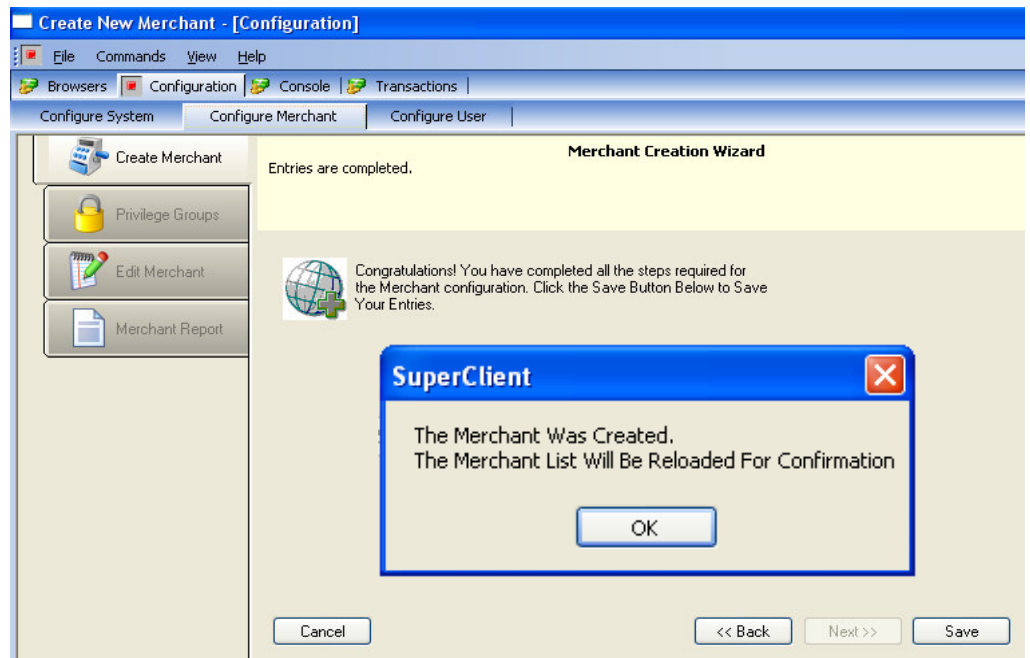 Create New Merchant - [Configuration]
File Commands View Help
Browsers Configuration Console Transactions
Configure System Configure Merchant Configure User
Create Merchant
Privilege Groups
Edit Merchant
Merchant Report
Merchant Creation Wizard
Entries are completed.
Congratulations! You have completed all the steps required for
the Merchant configuration. Click the Save Button Below to Save
Your Entries.
SuperClient
The Merchant Was Created.
The Merchant List Will Be Reloaded For Confirmation
OK
Cancel << Back Next >> Save